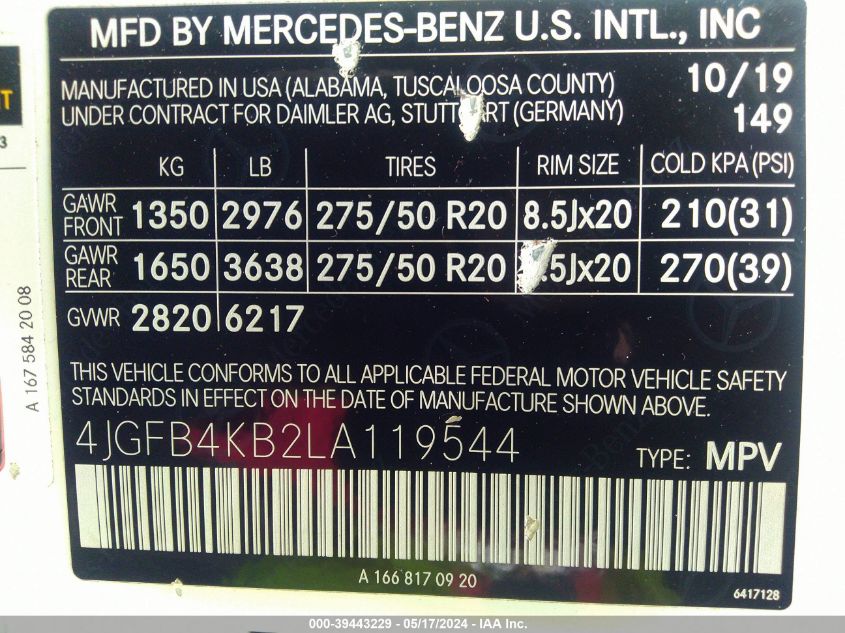 MFD BY MERCEDES-BENZ U.S. INTL., INC
MANUFACTURED IN USA (ALABAMA, TUSCALOOSA COUNTY) 10/19
UNDER CONTRACT FOR DAIMLER AG, STUTTGART (GERMANY) 149
KG LB TIRES RIM SIZE COLD KPA (PSI)
GAWR FRONT 1350 2976 275/50 R20 8.5Jx20 210(31)
GAWR REAR 1650 3638 275/50 R20 .5Jx20 270(39)
GVWR 2820 6217
THIS VEHICLE CONFORMS TO ALL APPLICABLE FEDERAL MOTOR VEHICLE SAFETY
STANDARDS IN EFFECT ON THE DATE OF MANUFACTURE SHOWN ABOVE.
4JGFB4KB2LA119544 TYPE: MPV
A 166 817 09 20
6417128
A 167 584 20 08
3
000-39443229 - 05/17/2024 - IAA Inc.